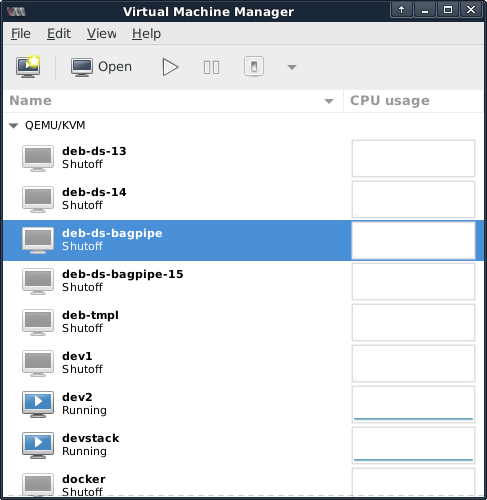 Virtual Machine Manager
File Edit View Help
Open
Name CPU usage
QEMU/KVM
deb-ds-13
Shutoff
deb-ds-14
Shutoff
deb-ds-bagpipe
Shutoff
deb-ds-bagpipe-15
Shutoff
deb-tmpl
Shutoff
dev1
Shutoff
dev2
Running
devstack
Running
docker
Shutoff